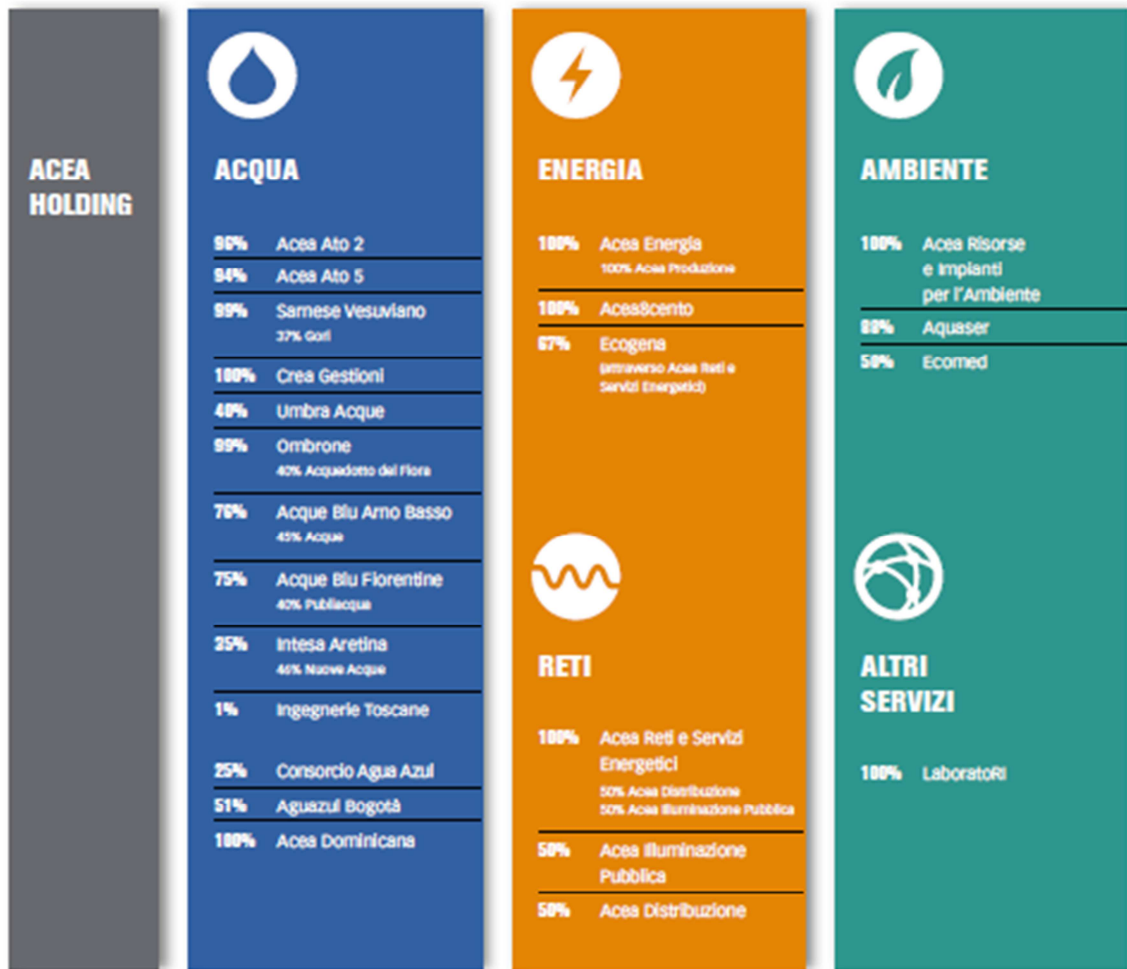 ACEA
HOLDING
ACQUA
96% Acea Ato 2
94% Acea Ato 5
99% Sarnese Vesuviano
37% Gori
100% Crea Gestioni
40% Umbra Acque
99% Ombrone
40% Acquedotto del Fiora
76% Acque Blu Arno Basso
45% Acque
75% Acque Blu Fiorentine
40% Publiacqua
35% Intesa Aretina
46% Nuove Acque
1% Ingegnerie Toscane
25% Consorcio Agua Azul
51% Aguazul Bogotà
100% Acea Dominicana
ENERGIA
100% Acea Energia
100% Acea Produzione
100% Acea8cento
67% Ecogena
(attraverso Acea Reti e
Servizi Energetici)
RETI
100% Acea Reti e Servizi
Energetici
50% Acea Distribuzione
50% Acea Illuminazione Pubblica
50% Acea Illuminazione
Pubblica
50% Acea Distribuzione
AMBIENTE
100% Acea Risorse
e Impianti
per l'Ambiente
88% Aquaser
50% Ecomed
ALTRI
SERVIZI
100% LaboratoRI